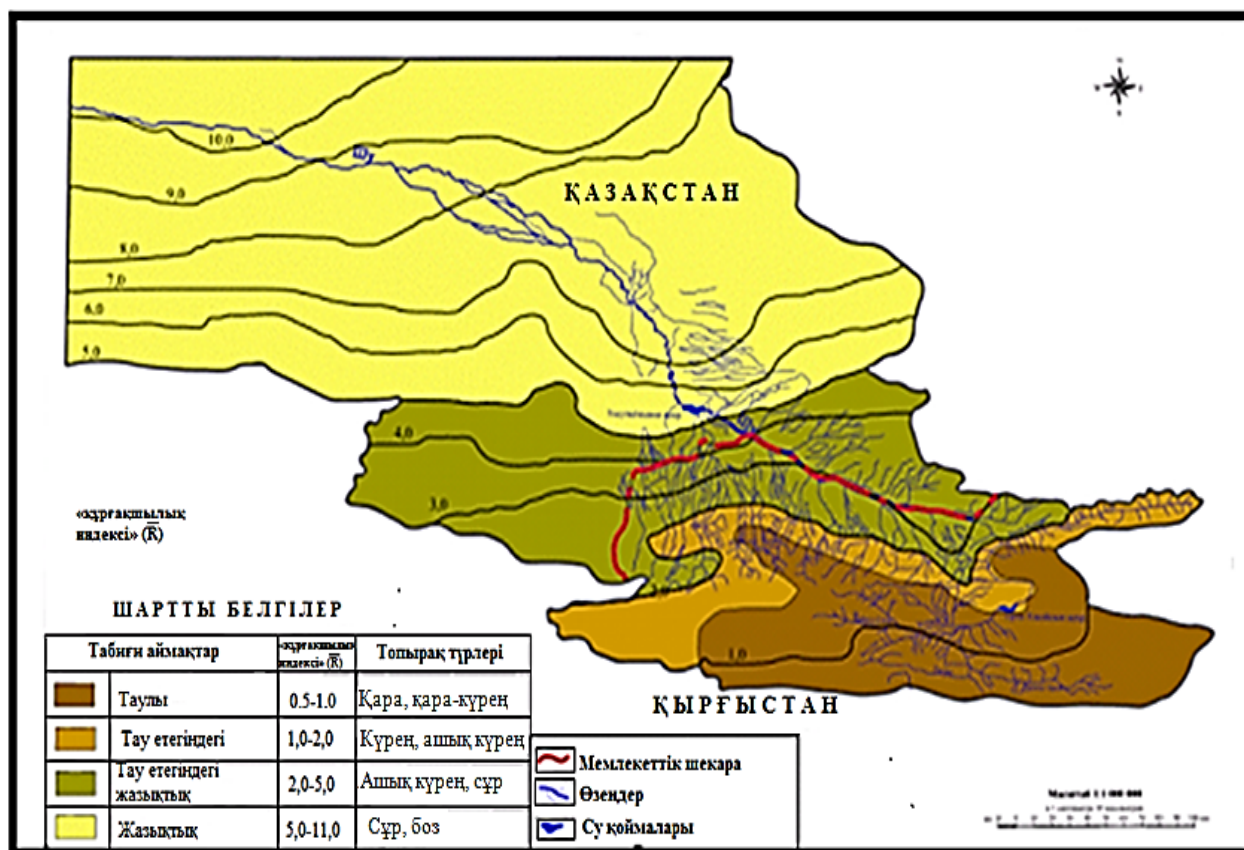 10,0
9,0
ҚАЗАҚСТАН
8,0
7,0
6,0
5,0
4,0
3,0
«құрғақшылық
индексі» (R̅)
1,0
ҚЫРҒЫСТАН
ШАРТТЫ БЕЛГІЛЕР
Табиғи аймақтар
«құрғақшылық
индексі» (R̅)
Топырақ түрлері
Таулы
0.5-1.0
Қара, қара-күрең
Тау етегіндегі
1,0-2,0
Күрең, ашық күрең
Тау етегіндегі
жазықтық
2,0-5,0
Ашық күрең, сұр
Жазықтық
5,0-11,0
Сұр, боз
Мемлекеттік шекара
Өзендер
Су қоймалары